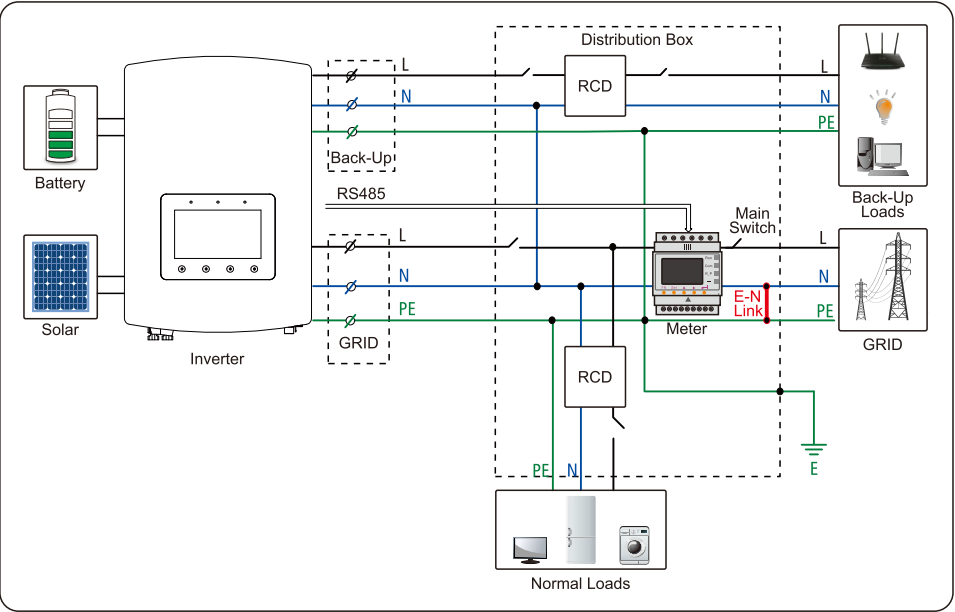 Distribution Box
L
RCD
L
N
N
PE
Back-Up
Battery
RS485
Back-Up
Loads
Main
Switch
L
L
N
N
E-N
Link
PE
PE
Solar
Meter
Inverter
GRID
GRID
RCD
PE
N
E
Normal Loads